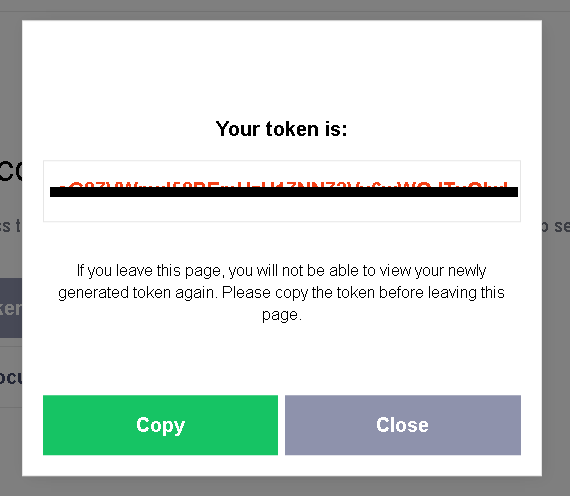 Your token is:
If you leave this page, you will not be able to view your newly
generated token again. Please copy the token before leaving this
page.
Copy
Close